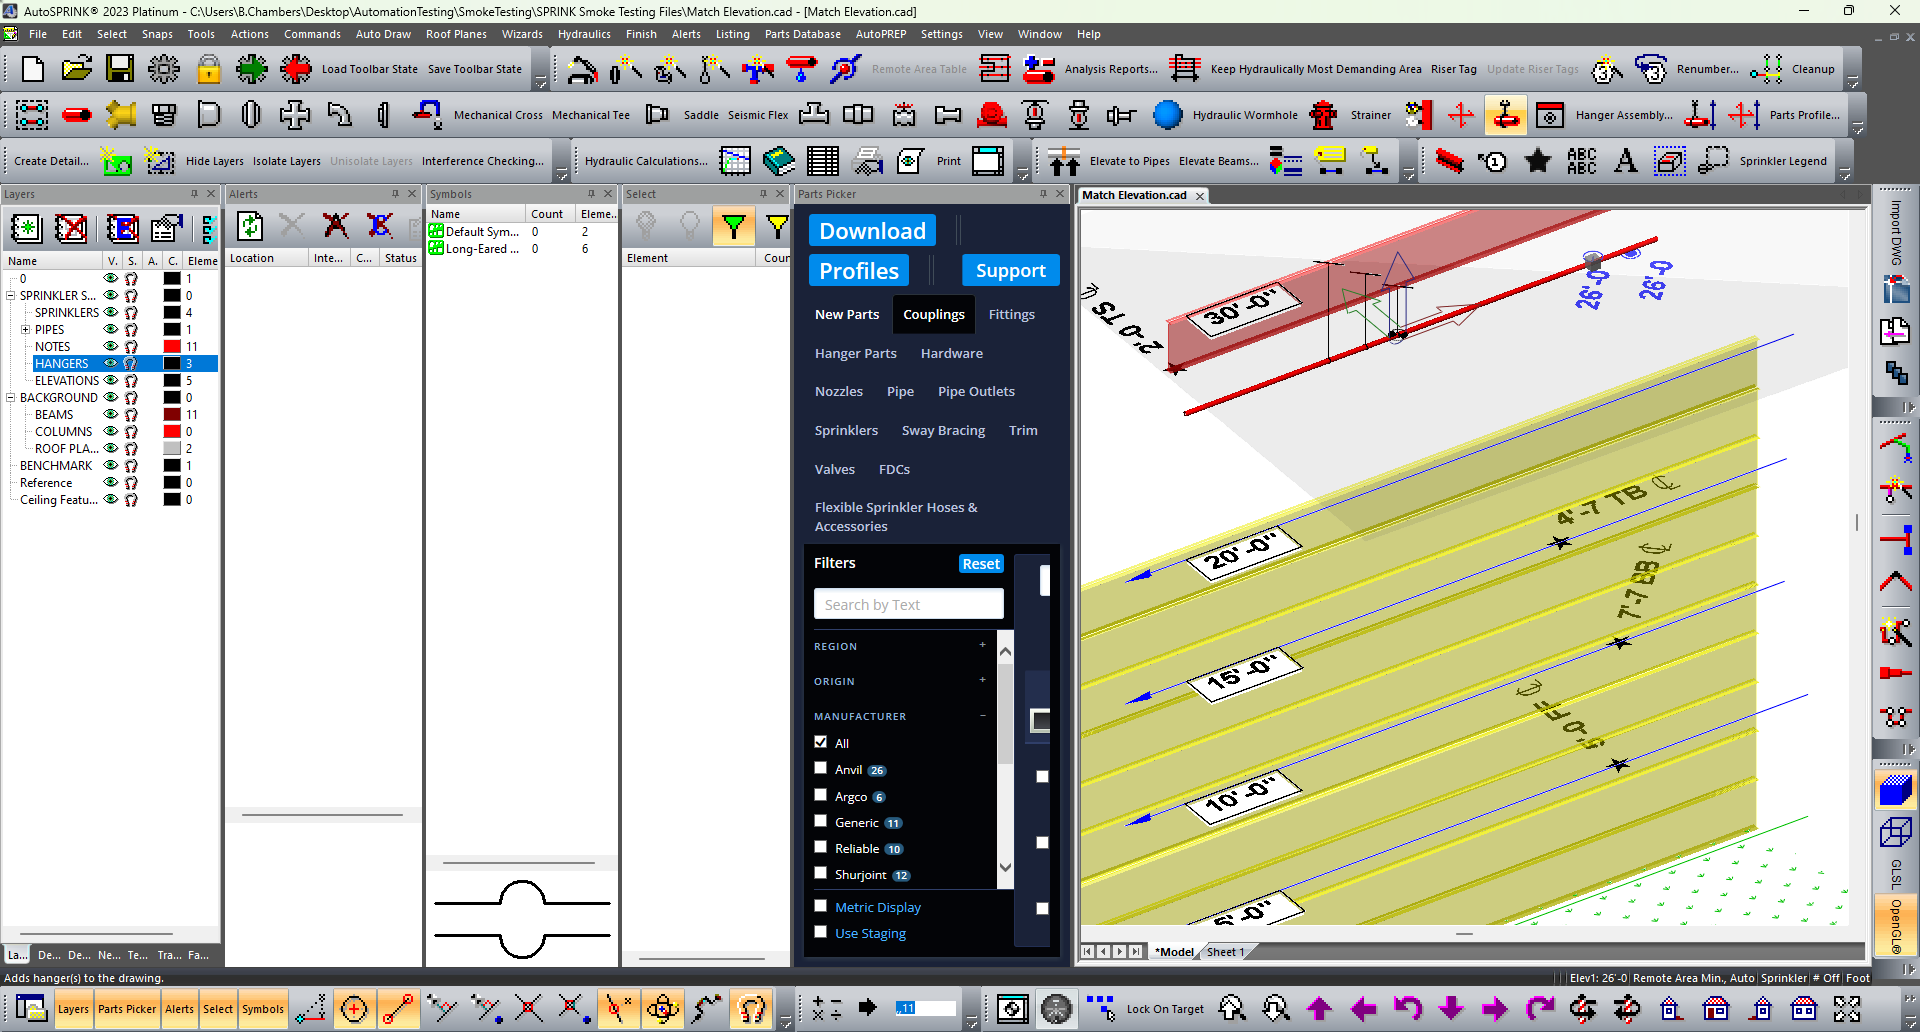 AutoSPRINK® 2023 Platinum - C:\Users\B.Chambers\Desktop\AutomationTesting\SmokeTesting\SPRINK Smoke Testing Files\Match Elevation.cad - [Match Elevation.cad]
File Edit Select Snaps Tools Actions Commands Auto Draw Roof Planes Wizards Hydraulics Finish Alerts Listing Parts Database AutoPREP Settings View Window Help
Load Toolbar State Save Toolbar State Remote Area Table Analysis Reports... Keep Hydraulically Most Demanding Area Riser Tag Update Riser Tags Renumber... Cleanup
Mechanical Cross Mechanical Tee Saddle Seismic Flex Hydraulic Wormhole Strainer Hanger Assembly... Parts Profile...
Create Detail... Hide Layers Isolate Layers Unisolate Layers Interference Checking... Hydraulic Calculations... Print Elevate to Pipes Elevate Beams... ABC ABC A Sprinkler Legend
Layers
Name V. S. A. C. Eleme
0 1
SPRINKLER S... 0
SPRINKLERS 4
PIPES 1
NOTES 11
HANGERS 3
ELEVATIONS 5
BACKGROUND 0
BEAMS 11
COLUMNS 0
ROOF PLA... 2
BENCHMARK 1
Reference 0
Ceiling Featu... 0
La... De... De... Ne... Te... Tra... Fa...
Alerts
Location Inte... C... Status
Symbols
Name Count Eleme..
Default Sym... 0 2
Long-Eared ... 0 6
Select
Element Coun
Parts Picker
Download
Profiles Support
New Parts Couplings Fittings
Hanger Parts Hardware
Nozzles Pipe Pipe Outlets
Sprinklers Sway Bracing Trim
Valves FDCs
Flexible Sprinkler Hoses &
Accessories
Filters Reset
Search by Text
REGION +
ORIGIN +
MANUFACTURER −
All
Anvil 26
Argco 6
Generic 11
Reliable 10
Shurjoint 12
Metric Display
Use Staging
Match Elevation.cad
30'-0"
2'-0 TS ℄
26'-0
26'-0
4'-7 TB ℄
20'-0"
7'-7 BB ℄
15'-0"
5'-0 FF ℄
10'-0"
*Model Sheet 1
Import DWG
GLSL
OpenGL®
Adds hanger(s) to the drawing.
Elev1: 26'-0 Remote Area Min., Auto Sprinkler # Off Foot
Layers Parts Picker Alerts Select Symbols Lock On Target